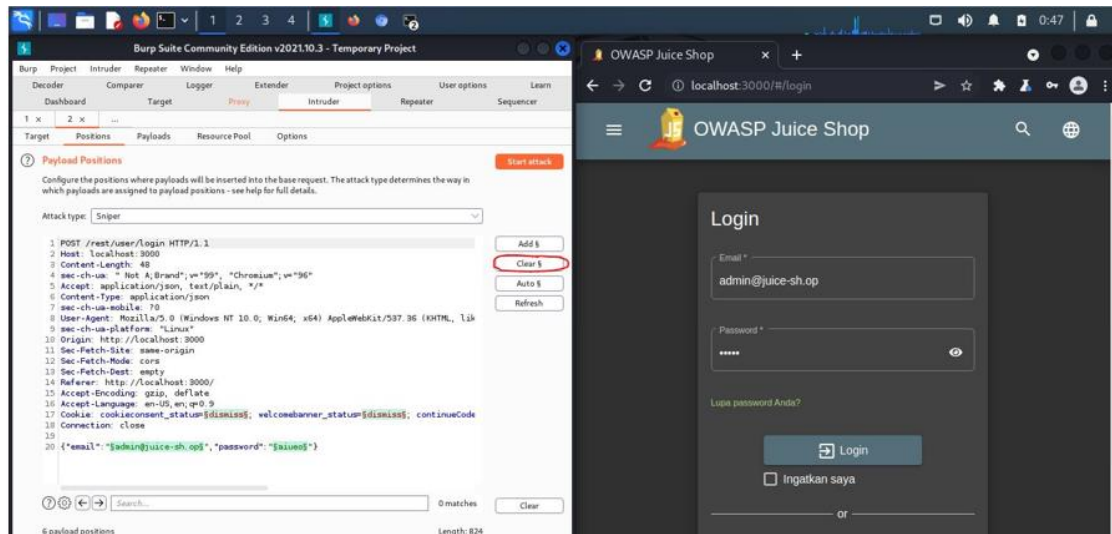 1 2 3 4 0:47
Burp Suite Community Edition v2021.10.3 - Temporary Project
Burp Project Intruder Repeater Window Help
Decoder Comparer Logger Extender Project options User options Learn
Dashboard Target Proxy Intruder Repeater Sequencer
1 × 2 × ...
Target Positions Payloads Resource Pool Options
Payload Positions
Start attack
Configure the positions where payloads will be inserted into the base request. The attack type determines the way in
which payloads are assigned to payload positions - see help for full details.
Attack type: Sniper
1 POST /rest/user/login HTTP/1.1
2 Host: localhost:3000
3 Content-Length: 48
4 sec-ch-ua: " Not A;Brand";v="99", "Chromium";v="96"
5 Accept: application/json, text/plain, */*
6 Content-Type: application/json
7 sec-ch-ua-mobile: ?0
8 User-Agent: Mozilla/5.0 (Windows NT 10.0; Win64; x64) AppleWebKit/537.36 (KHTML, lik
9 sec-ch-ua-platform: "Linux"
10 Origin: http://localhost:3000
11 Sec-Fetch-Site: same-origin
12 Sec-Fetch-Mode: cors
13 Sec-Fetch-Dest: empty
14 Referer: http://localhost:3000/
15 Accept-Encoding: gzip, deflate
16 Accept-Language: en-US,en;q=0.9
17 Cookie: cookieconsent_status=§dismiss§; welcomebanner_status=§dismiss§; continueCode
18 Connection: close
19
20 {"email":"§admin@juice-sh.op§","password":"§aiueo§"}
Add §
Clear §
Auto §
Refresh
Search...
0 matches
Clear
6 payload positions
Length: 824
OWASP Juice Shop
localhost:3000/#/login
OWASP Juice Shop
Login
Email *
admin@juice-sh.op
Password *
•••••
Lupa password Anda?
Login
Ingatkan saya
or